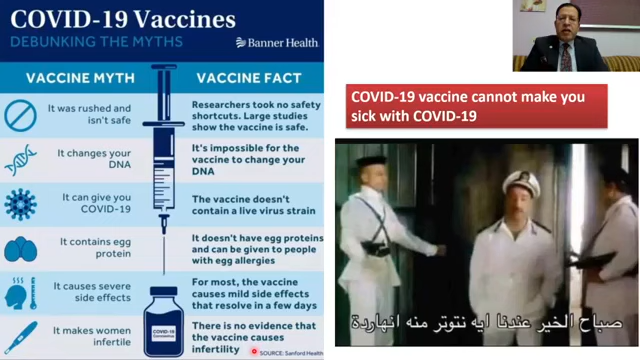 COVID-19 Vaccines
DEBUNKING THE MYTHS
Banner Health
VACCINE MYTH
VACCINE FACT
It was rushed and
isn't safe
Researchers took no safety
shortcuts. Large studies
show the vaccine is safe.
It changes your
DNA
It's impossible for the
vaccine to change your
DNA
It can give you
COVID-19
The vaccine doesn't
contain a live virus strain
It contains egg
protein
It doesn't have egg proteins
and can be given to people
with egg allergies
It causes severe
side effects
For most, the vaccine
causes mild side effects
that resolve in a few days
It makes women
infertile
There is no evidence that
the vaccine causes
infertility
COVID-19
Coronavirus
SOURCE: Sanford Health
COVID-19 vaccine cannot make you
sick with COVID-19
صباح الخير عندنا ايه نتوتر منه انهاردة